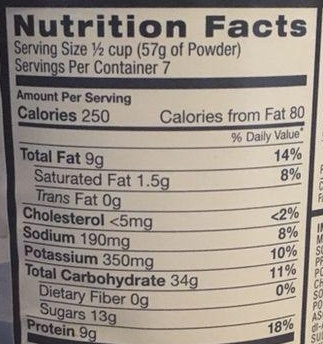 Nutrition Facts
Serving Size ½ cup (57g of Powder)
Servings Per Container 7
Amount Per Serving
Calories 250 Calories from Fat 80
% Daily Value*
Total Fat 9g 14%
Saturated Fat 1.5g 8%
Trans Fat 0g
Cholesterol <5mg <2%
Sodium 190mg 8%
Potassium 350mg 10%
Total Carbohydrate 34g 11%
Dietary Fiber 0g 0%
Sugars 13g
Protein 9g 18%